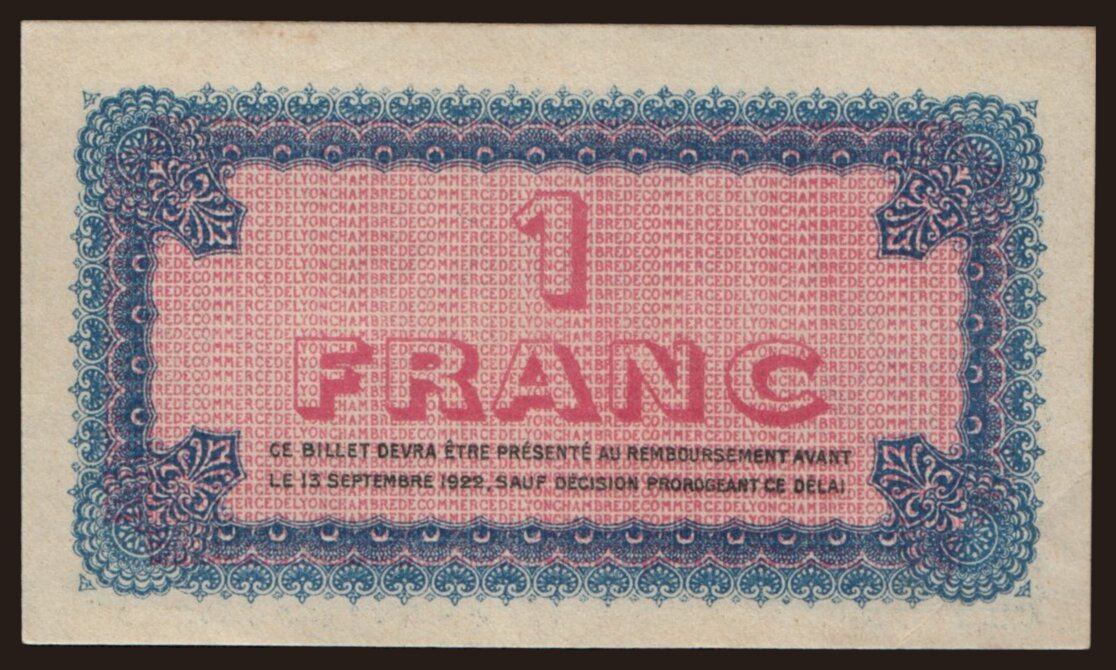 1
FRANC
CE BILLET DEVRA ÊTRE PRÉSENTÉ AU REMBOURSEMENT AVANT
LE 13 SEPTEMBRE 1922, SAUF DÉCISION PROROGEANT CE DÉLAI
CHAMBREDECOMMERCEDELYON